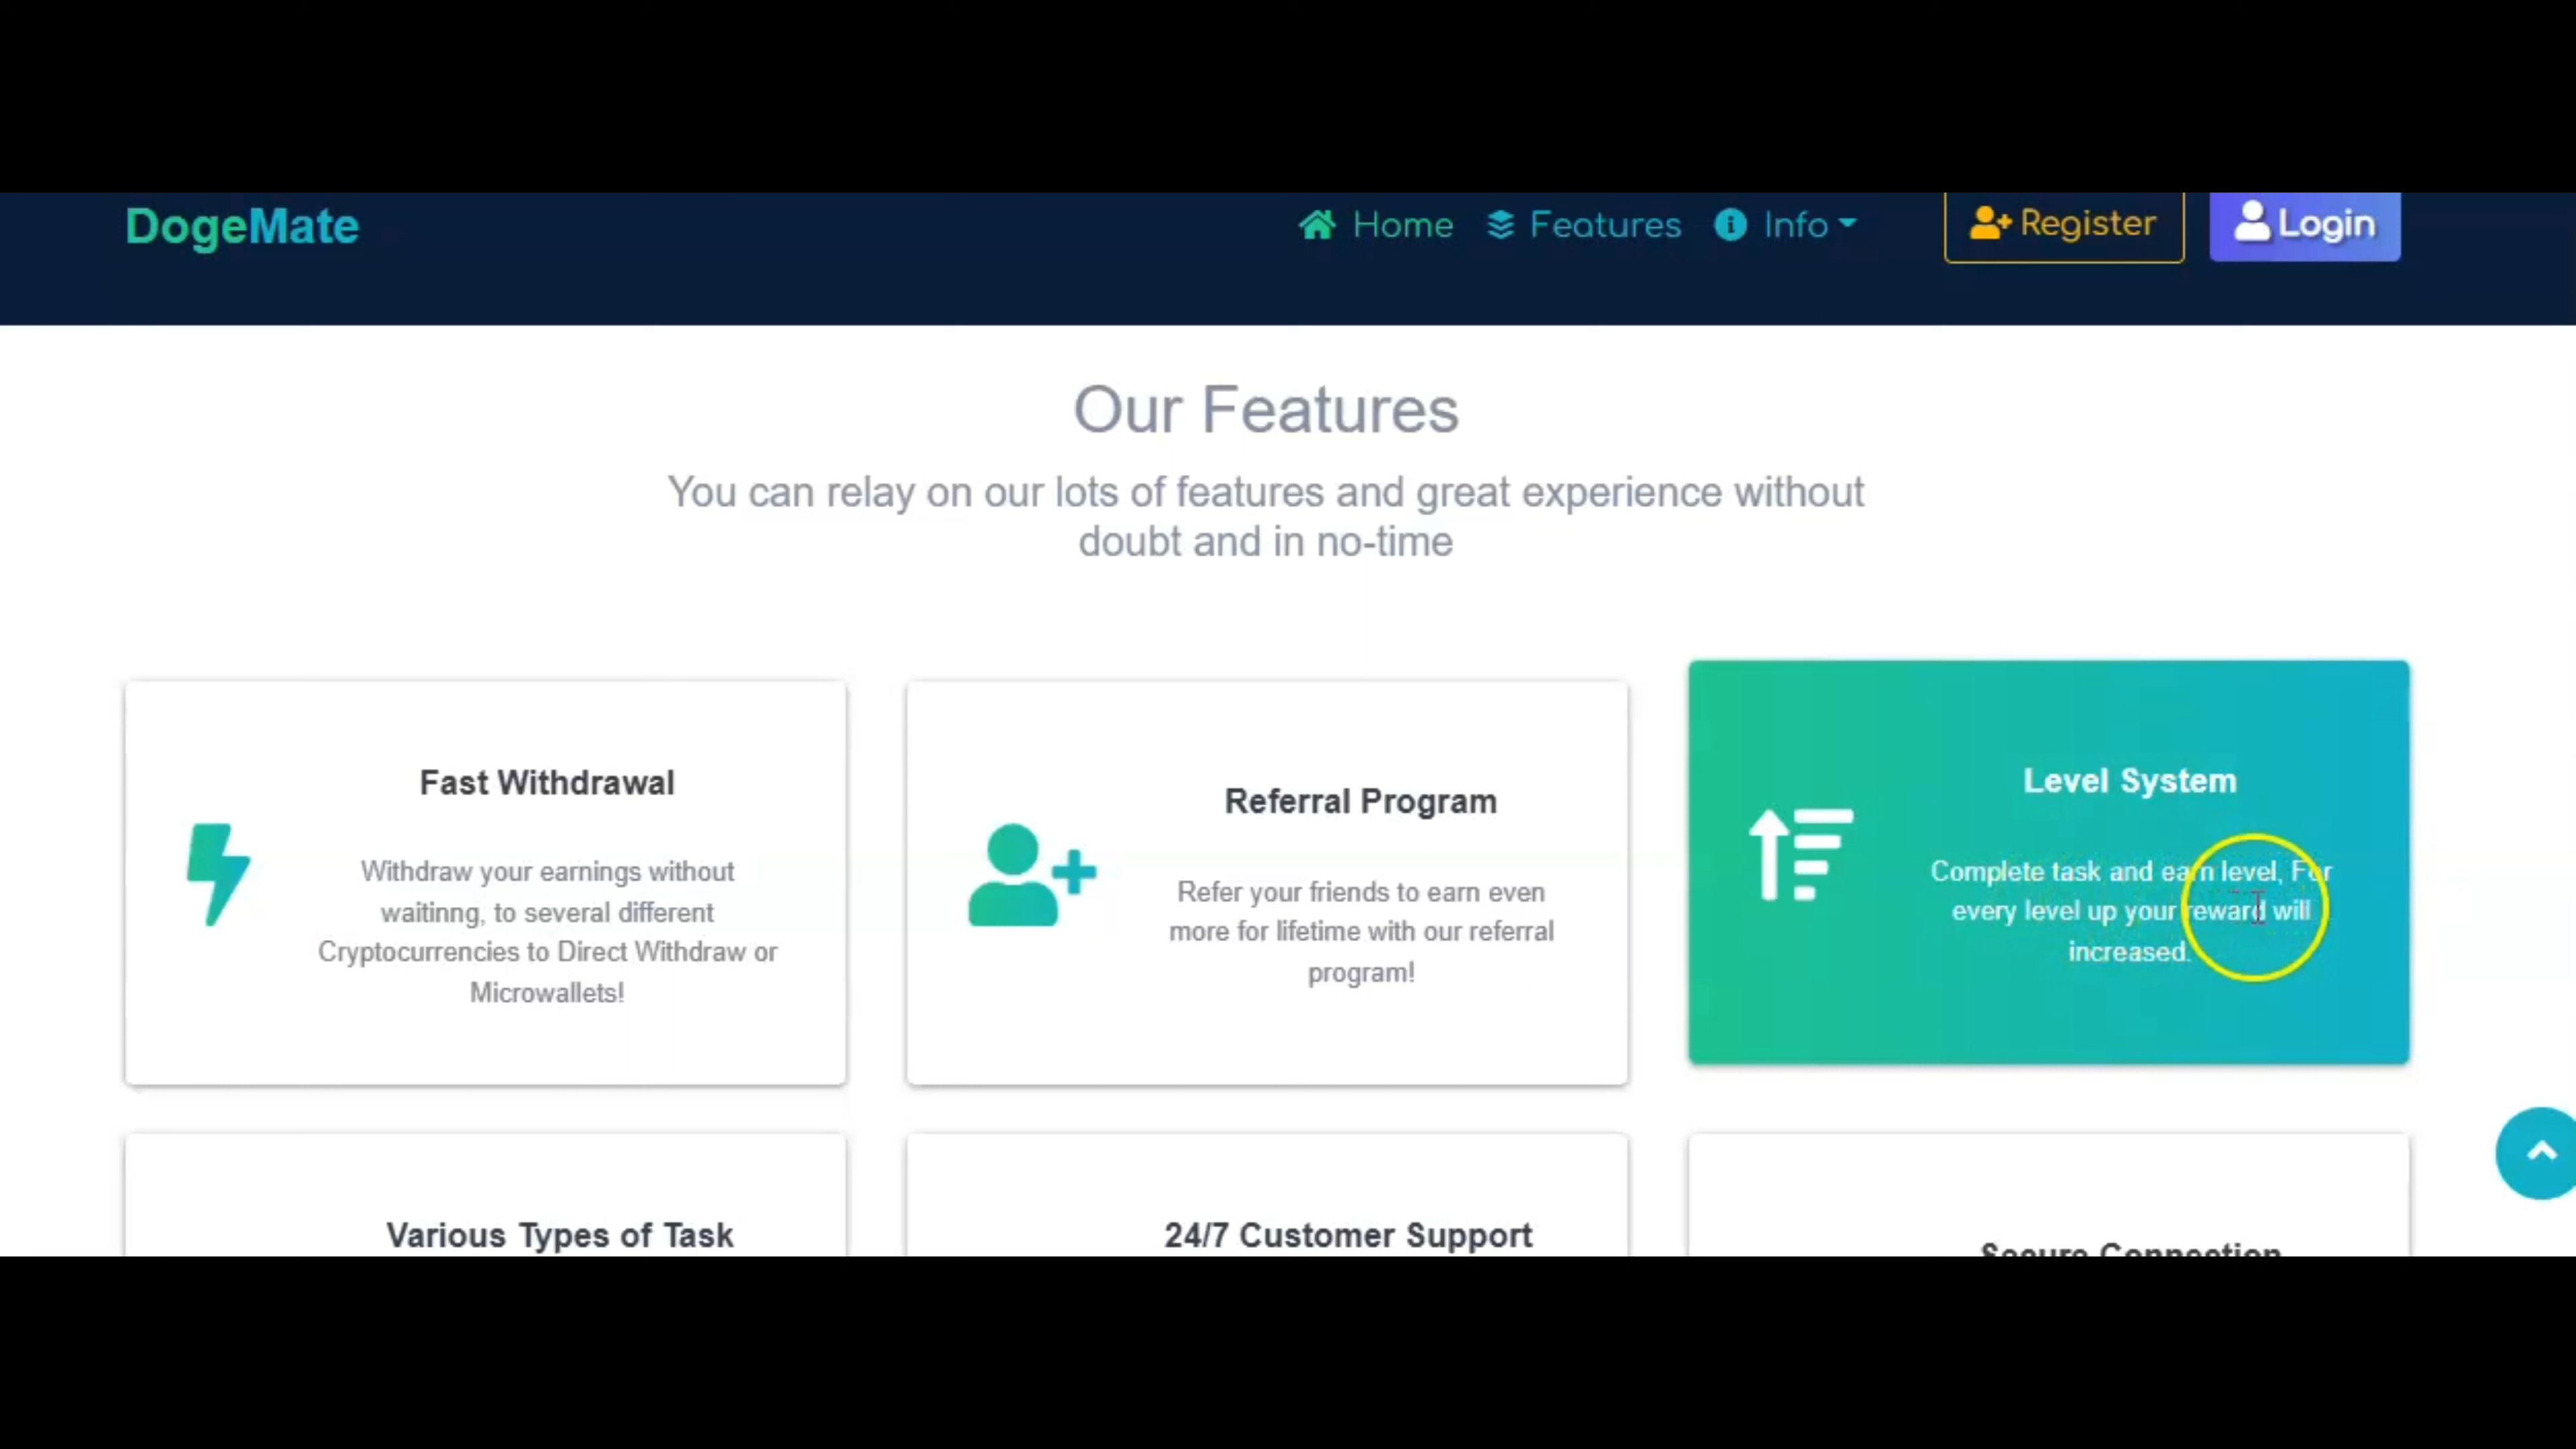 DogeMate
Home
Features
Info
Register
Login
Our Features
You can relay on our lots of features and great experience without
doubt and in no-time
Fast Withdrawal
Withdraw your earnings without
waitinng, to several different
Cryptocurrencies to Direct Withdraw or
Microwallets!
Referral Program
Refer your friends to earn even
more for lifetime with our referral
program!
Level System
Complete task and earn level, For
every level up your reward will
increased.
Various Types of Task
24/7 Customer Support
Secure Connection